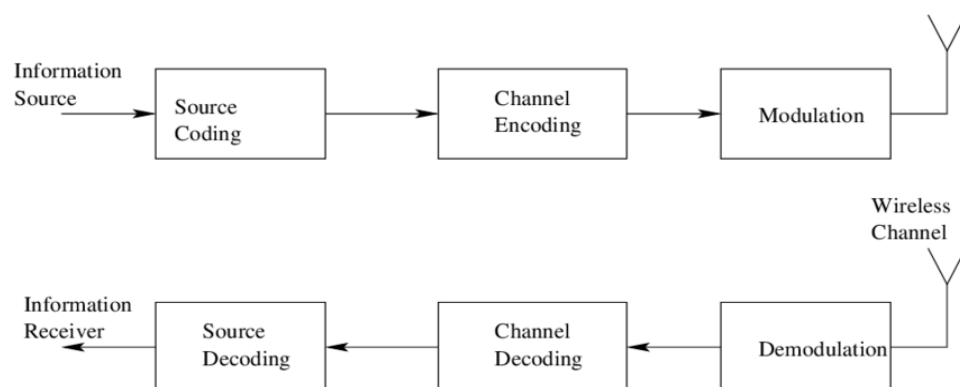 Information
Source
Source
Coding
Channel
Encoding
Modulation
Wireless
Channel
Information
Receiver
Source
Decoding
Channel
Decoding
Demodulation